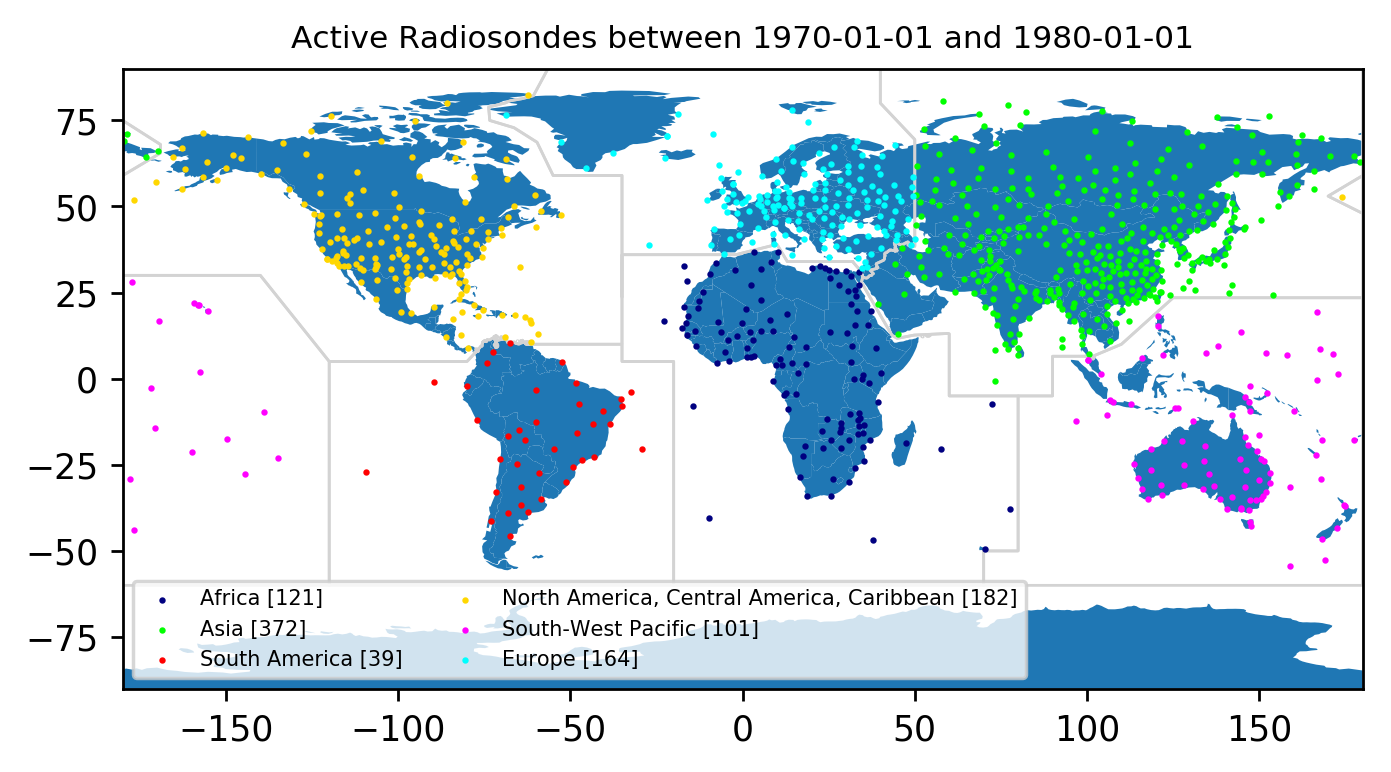 Active Radiosondes between 1970-01-01 and 1980-01-01
75
50
25
0
−25
−50
−75
Africa [121]
Asia [372]
South America [39]
North America, Central America, Caribbean [182]
South-West Pacific [101]
Europe [164]
−150 −100 −50 0 50 100 150